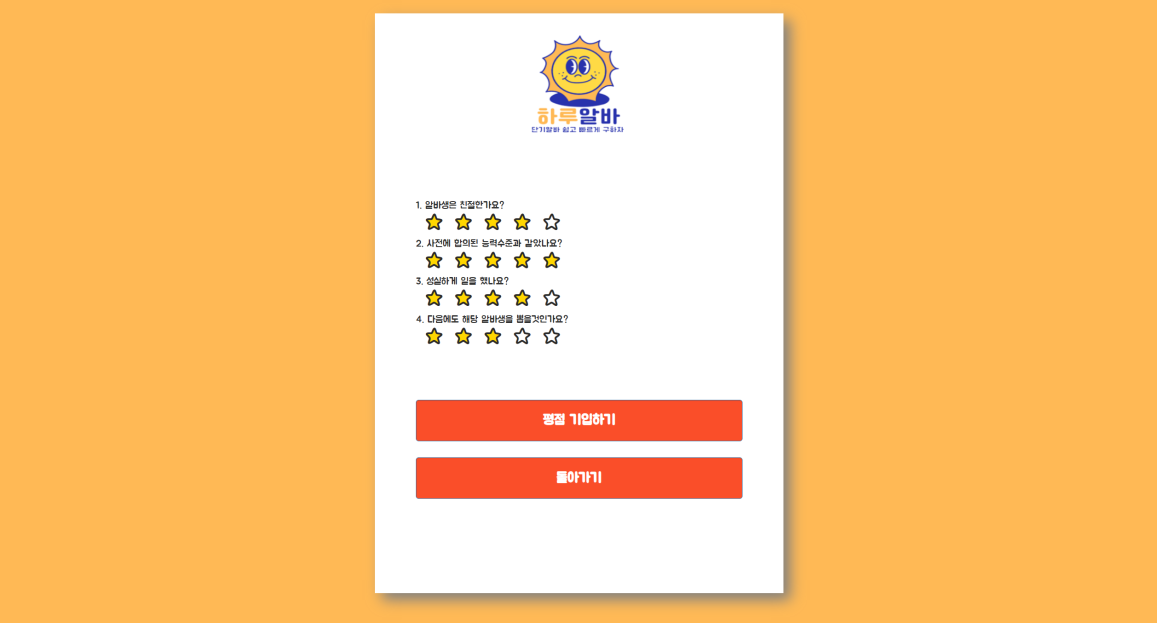 하루알바
단기알바 쉽고 빠르게 구하자
1. 알바생은 친절한가요?
2. 사전에 합의된 능력수준과 같았나요?
3. 성실하게 일을 했나요?
4. 다음에도 해당 알바생을 뽑을것인가요?
평점 기입하기
돌아가기